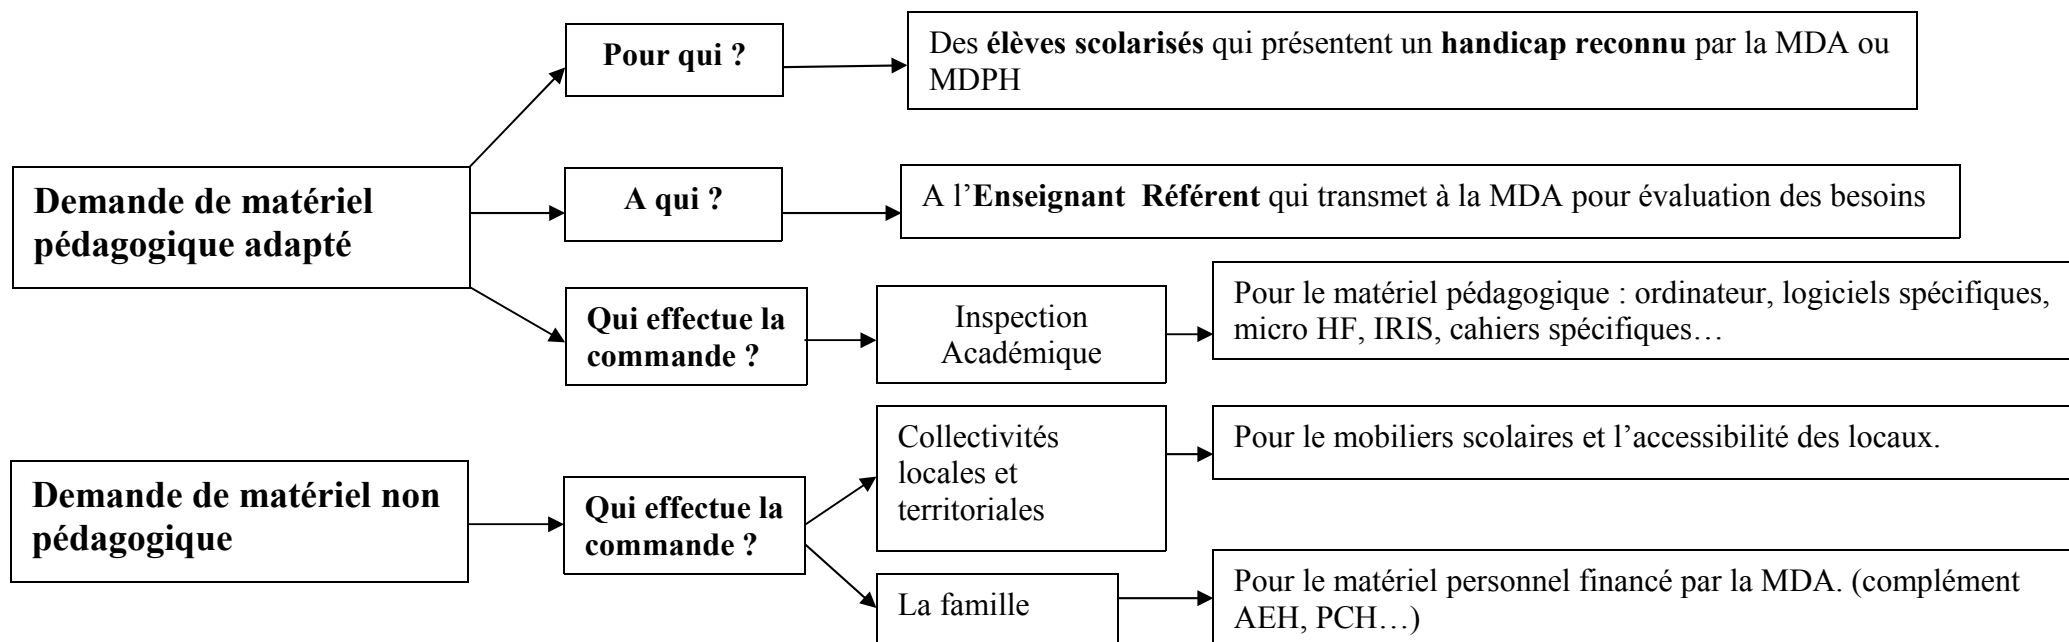 Pour qui ?
Des élèves scolarisés qui présentent un handicap reconnu par la MDA ou
MDPH
Demande de matériel
pédagogique adapté
A qui ?
A l’Enseignant Référent qui transmet à la MDA pour évaluation des besoins
Qui effectue la
commande ?
Inspection
Académique
Pour le matériel pédagogique : ordinateur, logiciels spécifiques,
micro HF, IRIS, cahiers spécifiques…
Demande de matériel non
pédagogique
Qui effectue la
commande ?
Collectivités
locales et
territoriales
Pour le mobiliers scolaires et l’accessibilité des locaux.
La famille
Pour le matériel personnel financé par la MDA. (complément
AEH, PCH…)